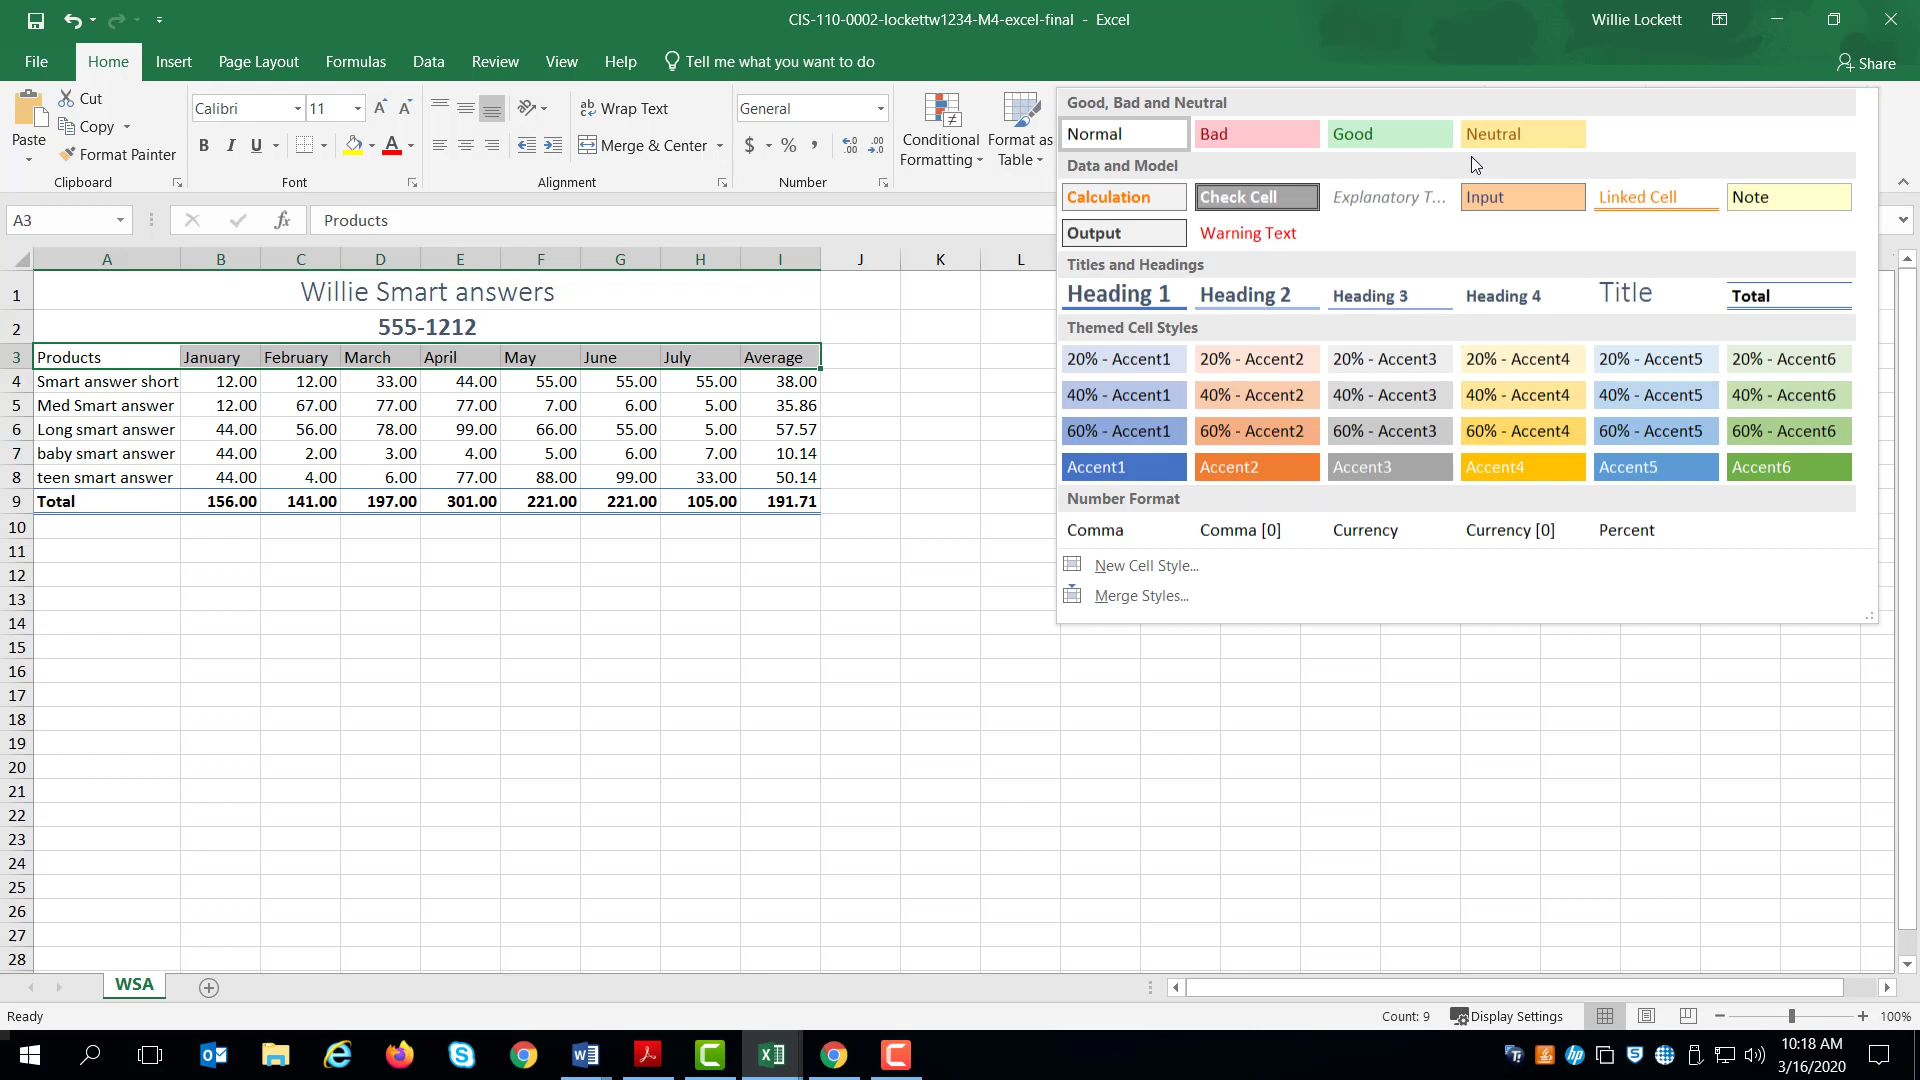 CIS-110-0002-lockettw1234-M4-excel-final - Excel
Willie Lockett
File Home Insert Page Layout Formulas Data Review View Help Tell me what you want to do Share
Paste Cut Copy Format Painter Clipboard
Calibri 11 B I U Font
Wrap Text Merge & Center Alignment
General $ % , Number
Conditional Formatting
Format as Table
A3 fx Products
A B C D E F G H I J K L
1 Willie Smart answers
2 555-1212
3 Products January February March April May June July Average
4 Smart answer short 12.00 12.00 33.00 44.00 55.00 55.00 55.00 38.00
5 Med Smart answer 12.00 67.00 77.00 77.00 7.00 6.00 5.00 35.86
6 Long smart answer 44.00 56.00 78.00 99.00 66.00 55.00 5.00 57.57
7 baby smart answer 44.00 2.00 3.00 4.00 5.00 6.00 7.00 10.14
8 teen smart answer 44.00 4.00 6.00 77.00 88.00 99.00 33.00 50.14
9 Total 156.00 141.00 197.00 301.00 221.00 221.00 105.00 191.71
10
11
12
13
14
15
16
17
18
19
20
21
22
23
24
25
26
27
28
Good, Bad and Neutral
Normal Bad Good Neutral
Data and Model
Calculation Check Cell Explanatory T... Input Linked Cell Note
Output Warning Text
Titles and Headings
Heading 1 Heading 2 Heading 3 Heading 4 Title Total
Themed Cell Styles
20% - Accent1 20% - Accent2 20% - Accent3 20% - Accent4 20% - Accent5 20% - Accent6
40% - Accent1 40% - Accent2 40% - Accent3 40% - Accent4 40% - Accent5 40% - Accent6
60% - Accent1 60% - Accent2 60% - Accent3 60% - Accent4 60% - Accent5 60% - Accent6
Accent1 Accent2 Accent3 Accent4 Accent5 Accent6
Number Format
Comma Comma [0] Currency Currency [0] Percent
New Cell Style...
Merge Styles...
WSA
Ready Count: 9 Display Settings 100%
10:18 AM
3/16/2020